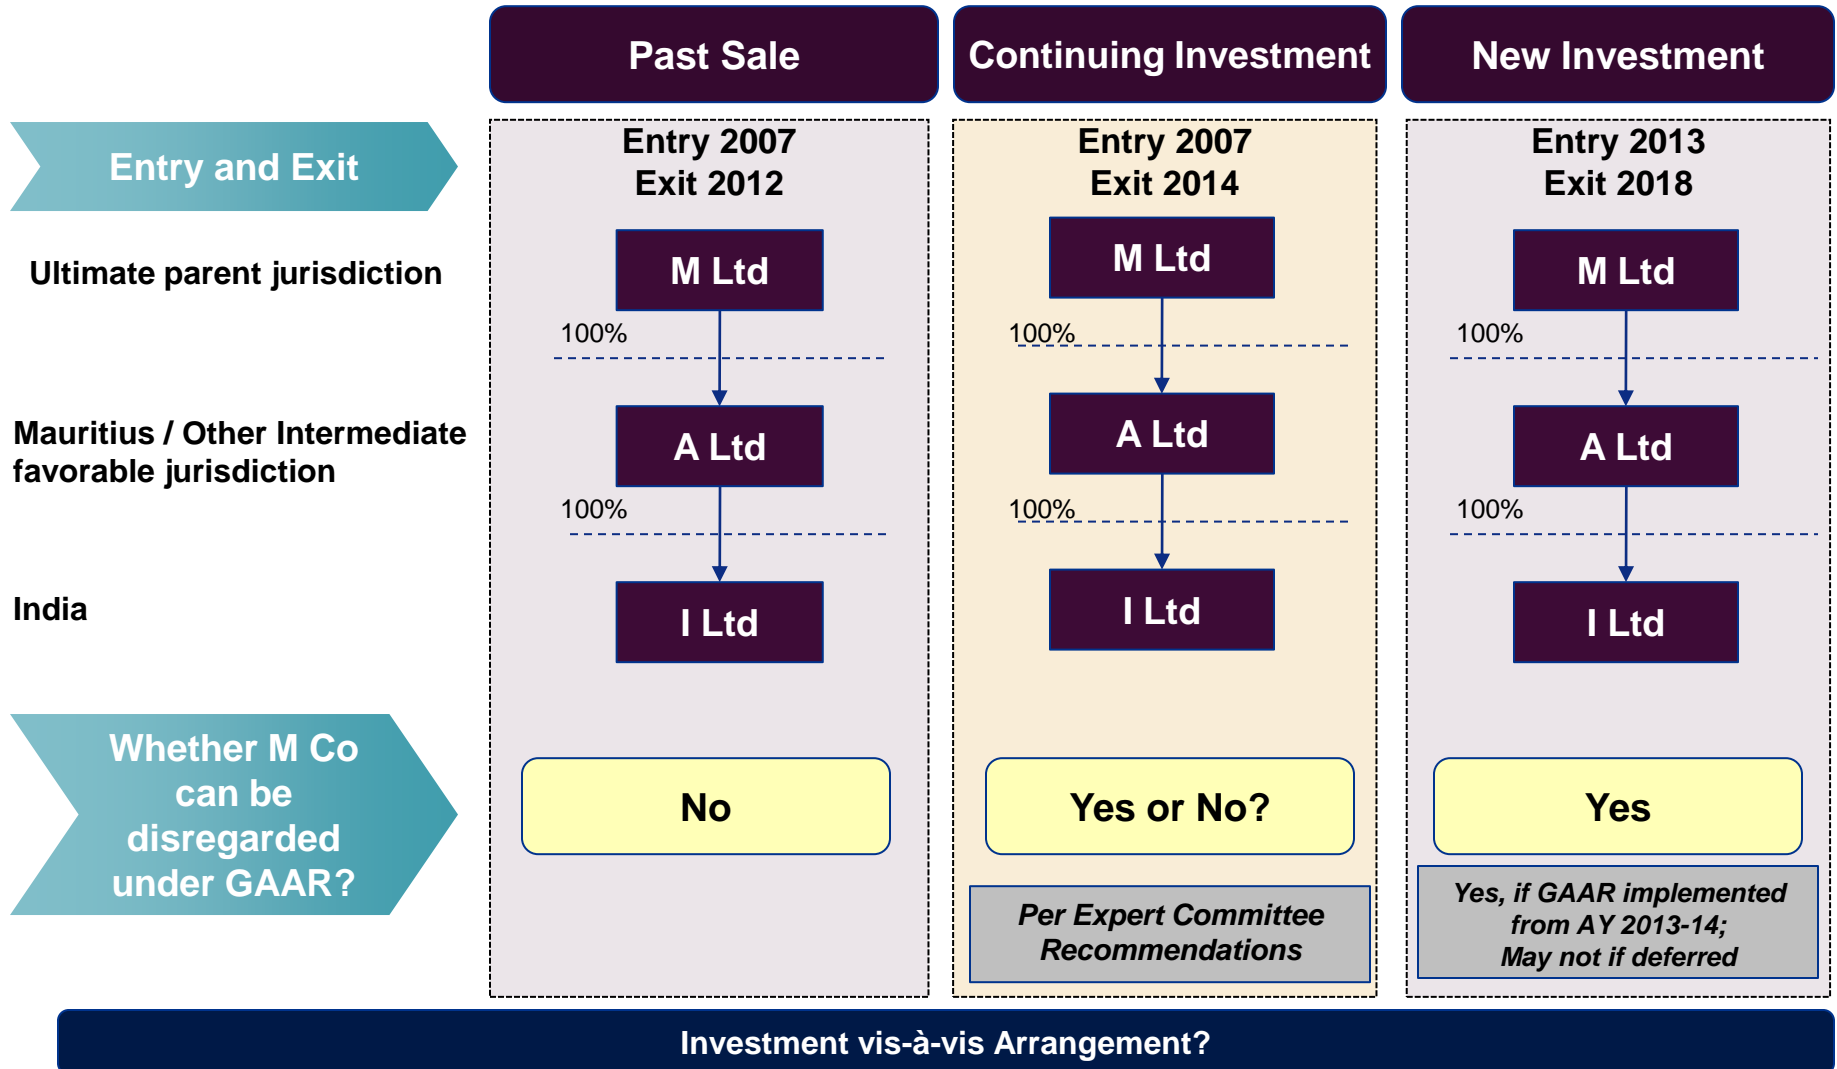 Past Sale
Continuing Investment
New Investment
Entry and Exit
Entry 2007
Exit 2012
Entry 2007
Exit 2014
Entry 2013
Exit 2018
Ultimate parent jurisdiction
M Ltd
M Ltd
M Ltd
100%
100%
100%
Mauritius / Other Intermediate
favorable jurisdiction
A Ltd
A Ltd
A Ltd
100%
100%
100%
India
I Ltd
I Ltd
I Ltd
Whether M Co
can be
disregarded
under GAAR?
No
Yes or No?
Yes
Per Expert Committee
Recommendations
Yes, if GAAR implemented
from AY 2013-14;
May not if deferred
Investment vis-à-vis Arrangement?